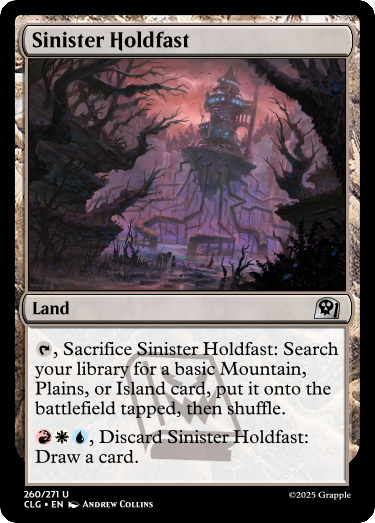 Sinister Holdfast
Land
, Sacrifice Sinister Holdfast: Search
your library for a basic Mountain,
Plains, or Island card, put it onto the
battlefield tapped, then shuffle.
, Discard Sinister Holdfast:
Draw a card.
260/271 U
CLG • EN Andrew Collins
©2025 Grapple